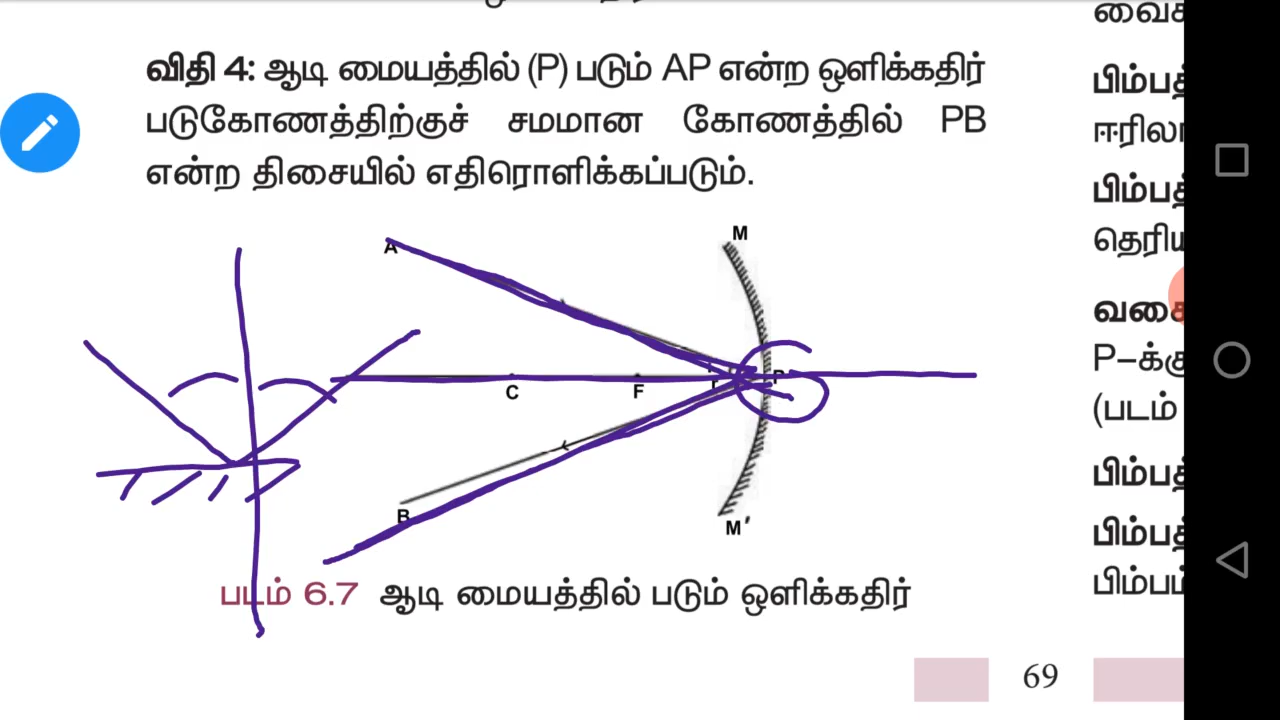 வைக
விதி 4: ஆடி மையத்தில் (P) படும் AP என்ற ஒளிக்கதிர்
படுகோணத்திற்குச் சமமான கோணத்தில் PB
என்ற திசையில் எதிரொளிக்கப்படும்.
A
M
C
F
r
P
B
M′
படம் 6.7 ஆடி மையத்தில் படும் ஒளிக்கதிர்
69
பிம்பத்
ஈரிலா
பிம்பத்
தெரிய
வகை
P–க்கு
(படம்
பிம்பத்
பிம்பத்
பிம்பம்